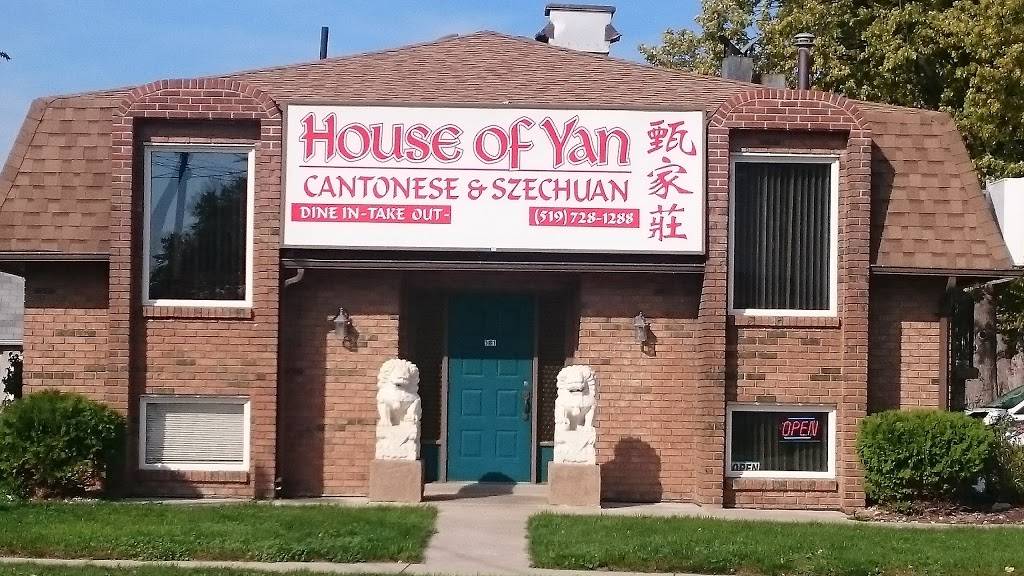 House of Yan
CANTONESE & SZECHUAN
DINE IN-TAKE OUT-
(519)728-1288
甄家莊
OPEN
OPEN